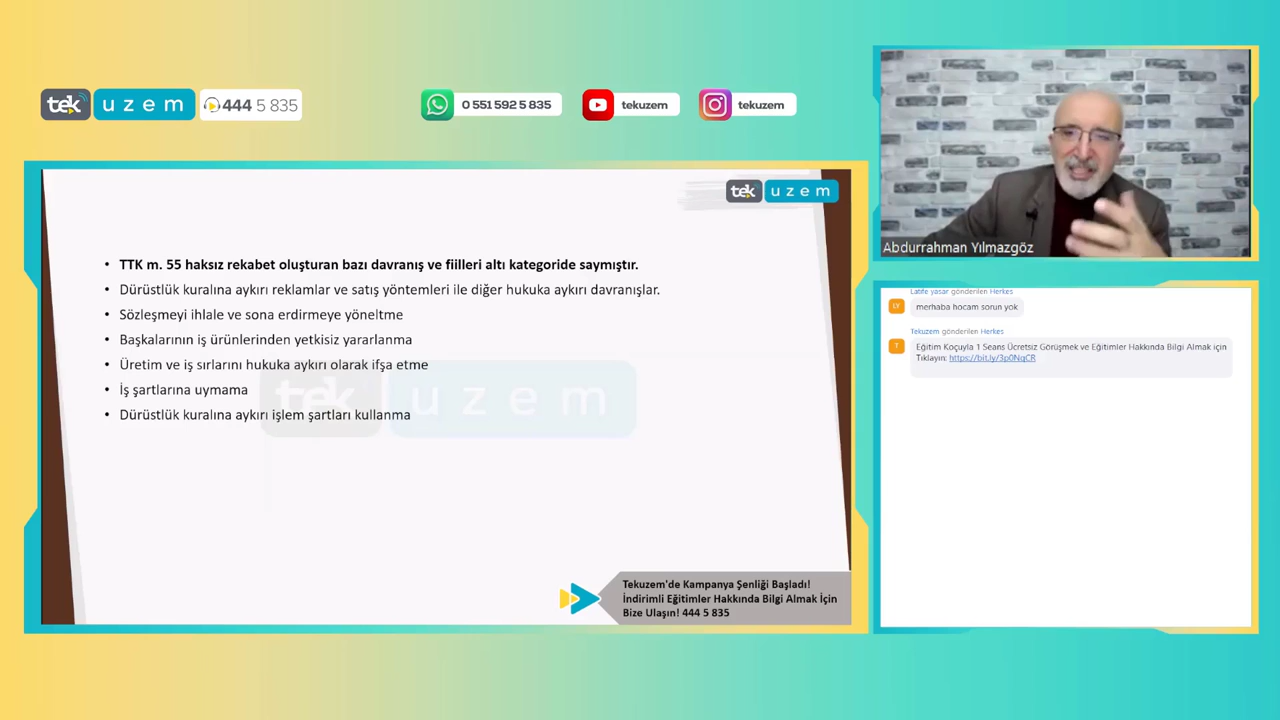 tek uzem 444 5 835
0 551 592 5 835
tekuzem
tekuzem
tek uzem
• TTK m. 55 haksız rekabet oluşturan bazı davranış ve fiilleri altı kategoride saymıştır.
• Dürüstlük kuralına aykırı reklamlar ve satış yöntemleri ile diğer hukuka aykırı davranışlar.
• Sözleşmeyi ihlale ve sona erdirmeye yöneltme
• Başkalarının iş ürünlerinden yetkisiz yararlanma
• Üretim ve iş sırlarını hukuka aykırı olarak ifşa etme
• İş şartlarına uymama
• Dürüstlük kuralına aykırı işlem şartları kullanma
tek uzem
Tekuzem'de Kampanya Şenliği Başladı!
İndirimli Eğitimler Hakkında Bilgi Almak İçin
Bize Ulaşın! 444 5 835
Abdurrahman Yılmazgöz
Latife yasar gönderilen Herkes
LY
merhaba hocam sorun yok
Tekuzem gönderilen Herkes
T
Eğitim Koçuyla 1 Seans Ücretsiz Görüşmek ve Eğitimler Hakkında Bilgi Almak için
Tıklayın: https://bit.ly/3p0NqCR